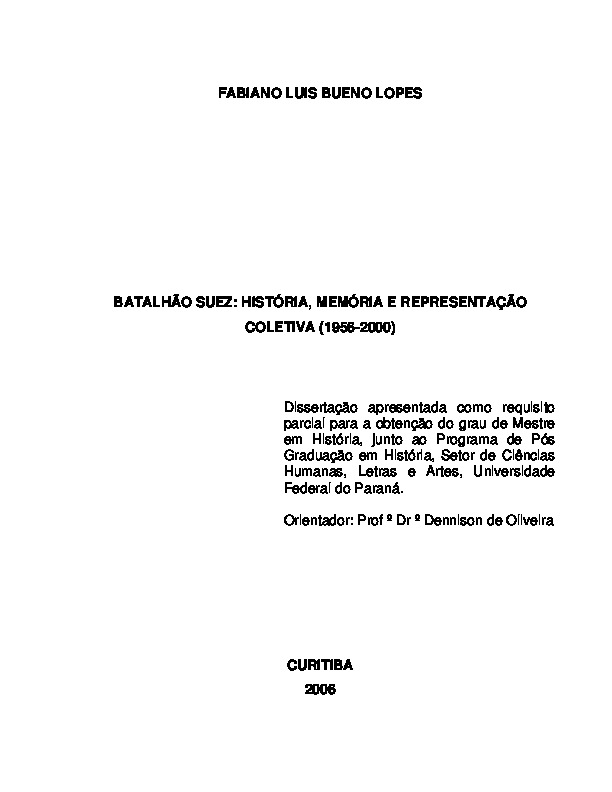 FABIANO LUIS BUENO LOPES
BATALHÃO SUEZ: HISTÓRIA, MEMÓRIA E REPRESENTAÇÃO
COLETIVA (1956-2000)
Dissertação apresentada como requisito
parcial para a obtenção do grau de Mestre
em História, junto ao Programa de Pós
Graduação em História, Setor de Ciências
Humanas, Letras e Artes, Universidade
Federal do Paraná.
Orientador: Prof º Dr º Dennison de Oliveira
CURITIBA
2006